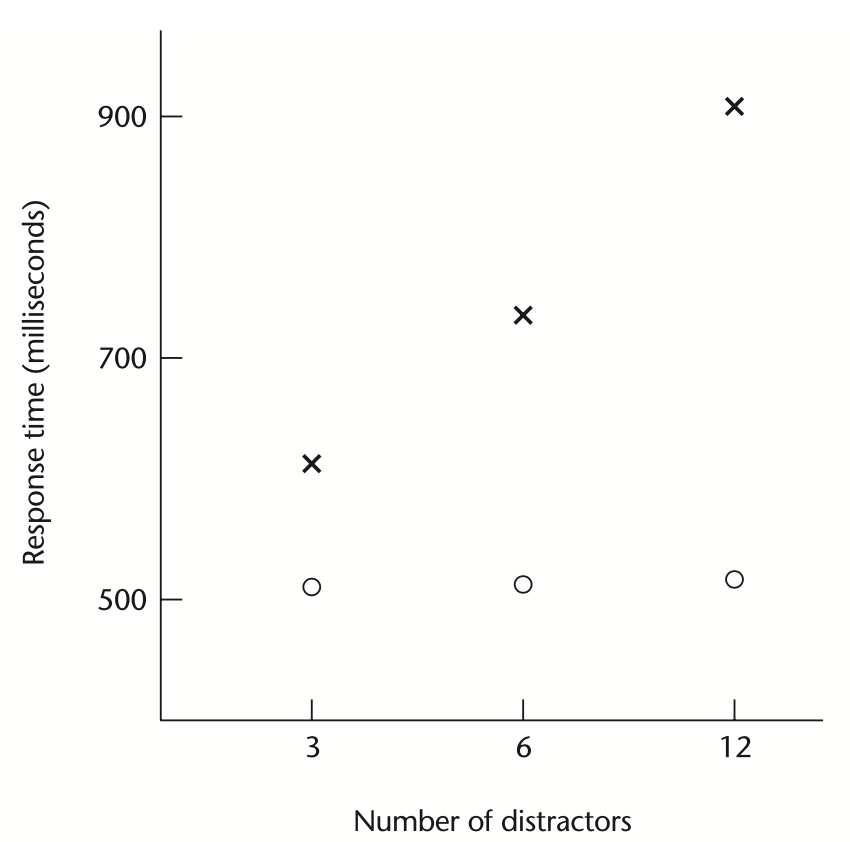 900
700
500
Response time (milliseconds)
3 6 12
Number of distractors